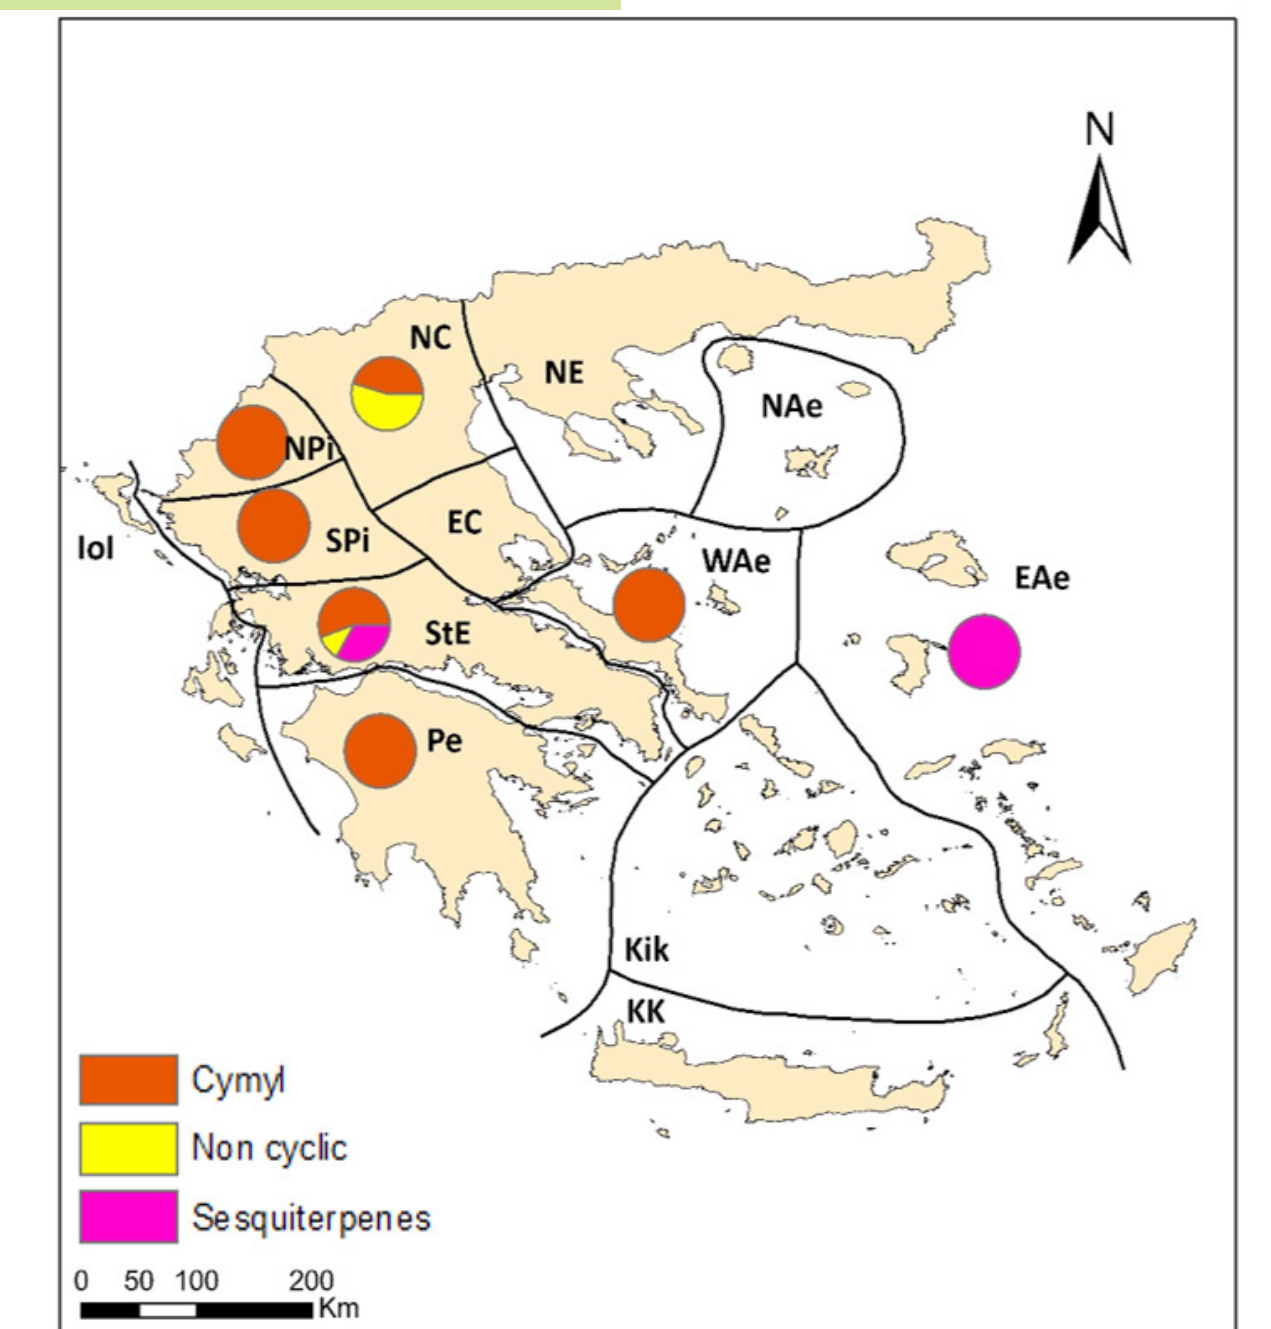 N
NC
NE
NAe
NPi
EC
SPi
IoI
WAe
EAe
StE
Pe
Kik
KK
Cymyl
Non cyclic
Sesquiterpenes
0 50 100 200
Km